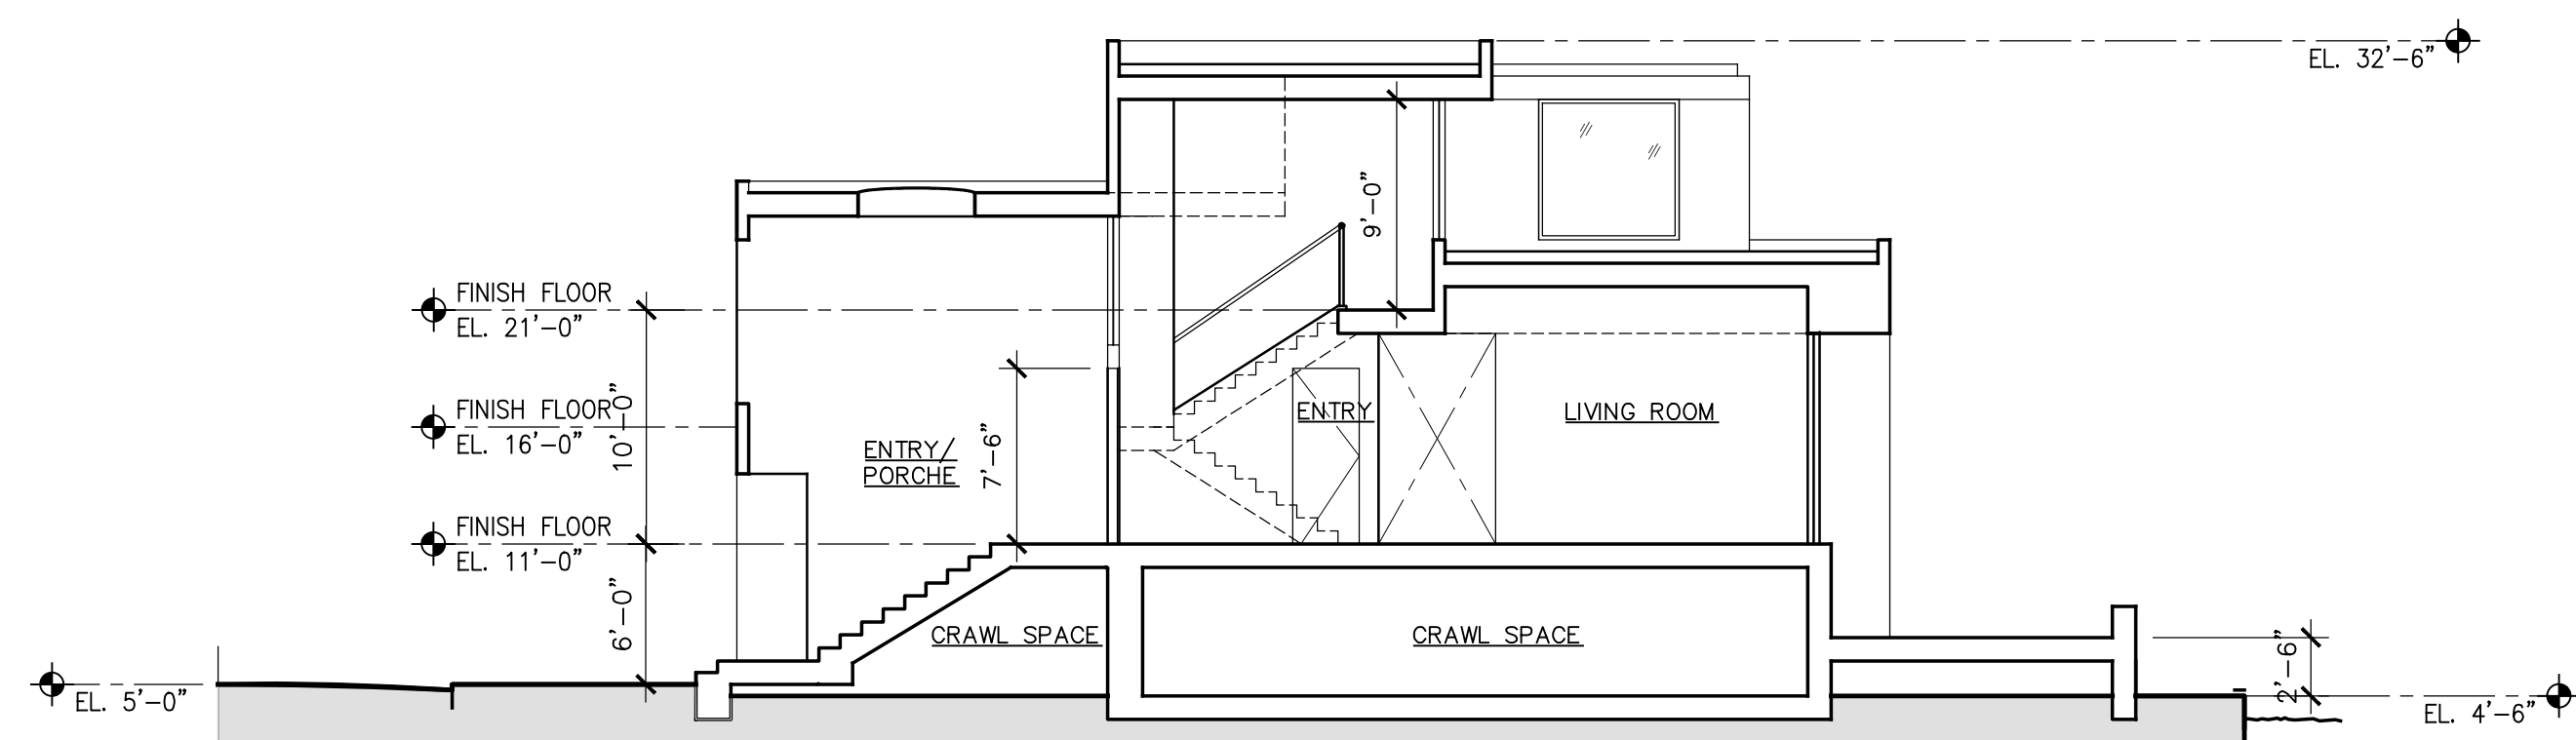 EL. 32'-6"
9'-0"
FINISH FLOOR
EL. 21'-0"
FINISH FLOOR
EL. 16'-0"
10'-0"
ENTRY/
PORCHE
7'-6"
ENTRY
LIVING ROOM
FINISH FLOOR
EL. 11'-0"
6'-0"
CRAWL SPACE
CRAWL SPACE
2'-6"
EL. 5'-0"
EL. 4'-6"